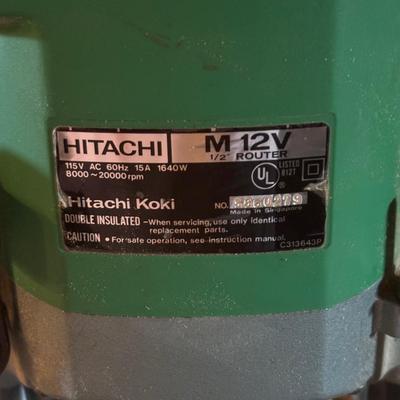 HITACHI M 12V
1/2" ROUTER
115V AC 60Hz 15A 1640W
8000~20000 rpm
UL LISTED
812T
Hitachi Koki NO.
Made in Singapore
DOUBLE INSULATED -When servicing, use only identical
replacement parts.
CAUTION • For safe operation, see instruction manual.
C313643P